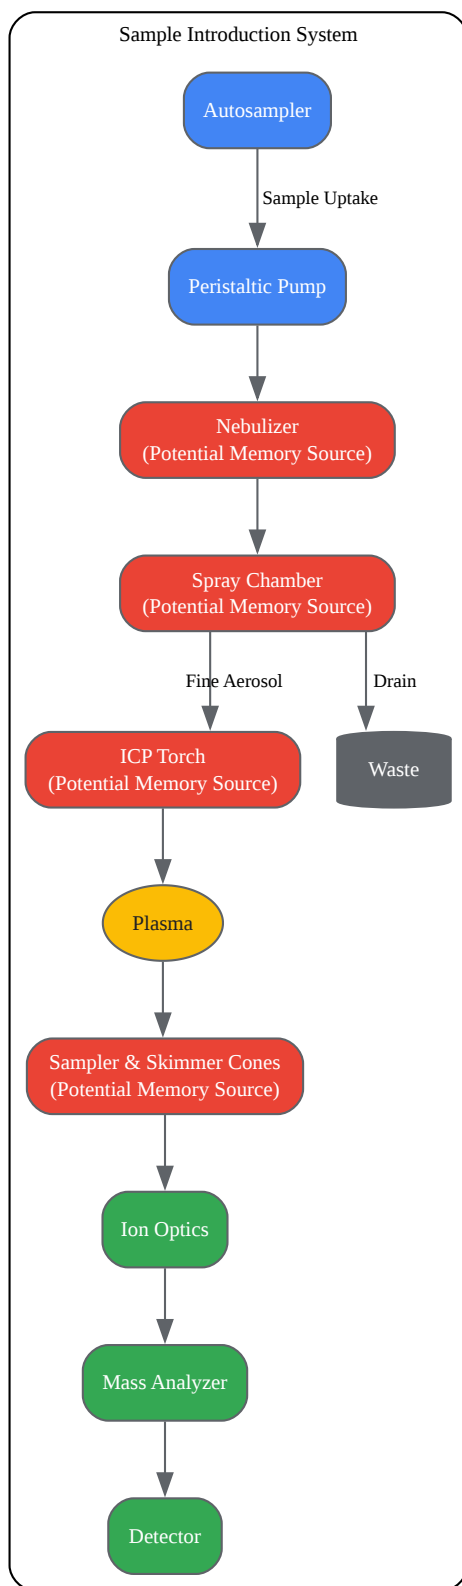 Sample Introduction System
Autosampler
Sample Uptake
Peristaltic Pump
Nebulizer
(Potential Memory Source)
Spray Chamber
(Potential Memory Source)
Fine Aerosol
Drain
ICP Torch
(Potential Memory Source)
Waste
Plasma
Sampler & Skimmer Cones
(Potential Memory Source)
Ion Optics
Mass Analyzer
Detector